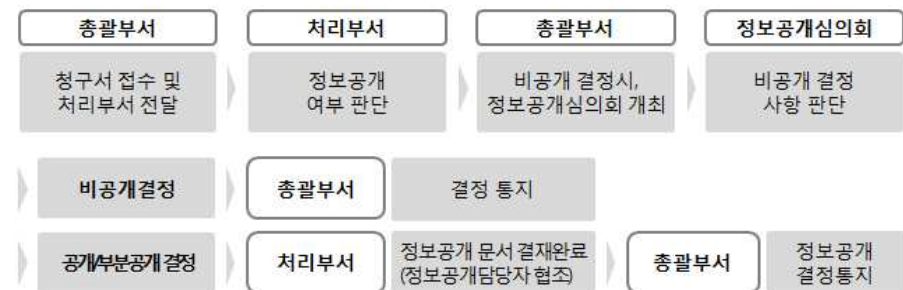 총괄부서
처리부서
총괄부서
정보공개심의회
청구서 접수 및
처리부서 전달
정보공개
여부 판단
비공개 결정시,
정보공개심의회 개최
비공개 결정
사항 판단
비공개결정
총괄부서
결정 통지
공개/부분공개 결정
처리부서
정보공개 문서 결재완료
(정보공개담당자 협조)
총괄부서
정보공개
결정통지